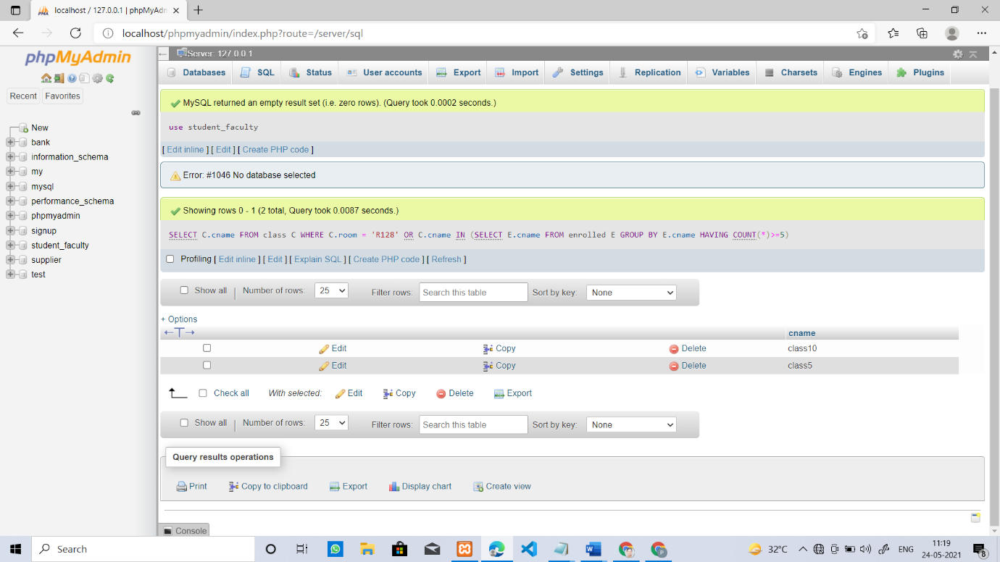 localhost / 127.0.0.1 | phpMyAdn
localhost/phpmyadmin/index.php?route=/server/sql
phpMyAdmin
Recent
Favorites
New
bank
information_schema
my
mysql
performance_schema
phpmyadmin
signup
student_faculty
supplier
test
Server: 127.0.0.1
Databases SQL Status User accounts Export Import Settings Replication Variables Charsets Engines Plugins
MySQL returned an empty result set (i.e. zero rows). (Query took 0.0002 seconds.)
use student_faculty
[ Edit inline ] [ Edit ] [ Create PHP code ]
Error: #1046 No database selected
Showing rows 0 - 1 (2 total, Query took 0.0087 seconds.)
SELECT C.cname FROM class C WHERE C.room = 'R128' OR C.cname IN (SELECT E.cname FROM enrolled E GROUP BY E.cname HAVING COUNT(*)>=5)
Profiling [ Edit inline ] [ Edit ] [ Explain SQL ] [ Create PHP code ] [ Refresh ]
Show all | Number of rows: 25 Filter rows: Search this table Sort by key: None
+ Options
←T→ cname
Edit Copy Delete class10
Edit Copy Delete class5
Check all With selected: Edit Copy Delete Export
Show all | Number of rows: 25 Filter rows: Search this table Sort by key: None
Query results operations
Print Copy to clipboard Export Display chart Create view
Console
Search
32°C
ENG
11:19
24-05-2021
8